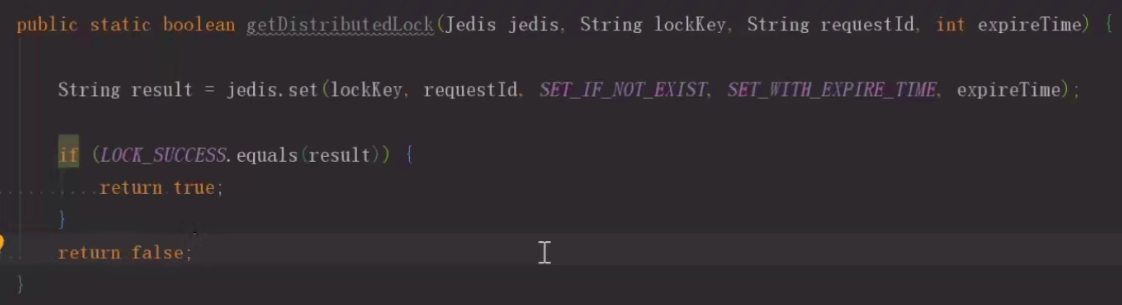 public static boolean getDistributedLock(Jedis jedis, String lockKey, String requestId, int expireTime) {
String result = jedis.set(lockKey, requestId, SET_IF_NOT_EXIST, SET_WITH_EXPIRE_TIME, expireTime);
if (LOCK_SUCCESS.equals(result)) {
return true;
}
return false;
}